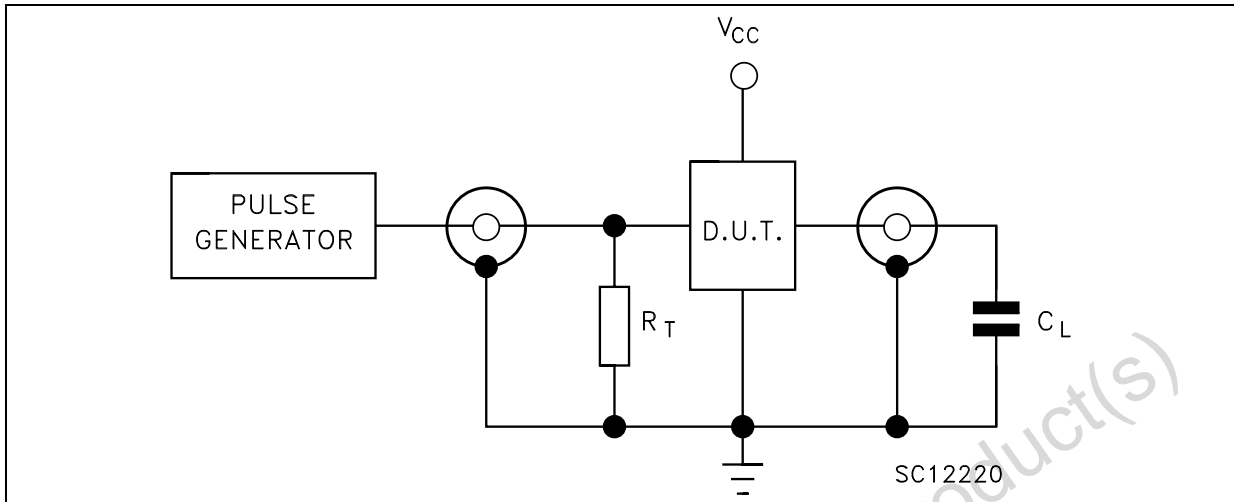 VCC
PULSE
GENERATOR
D.U.T.
RT
CL
SC12220